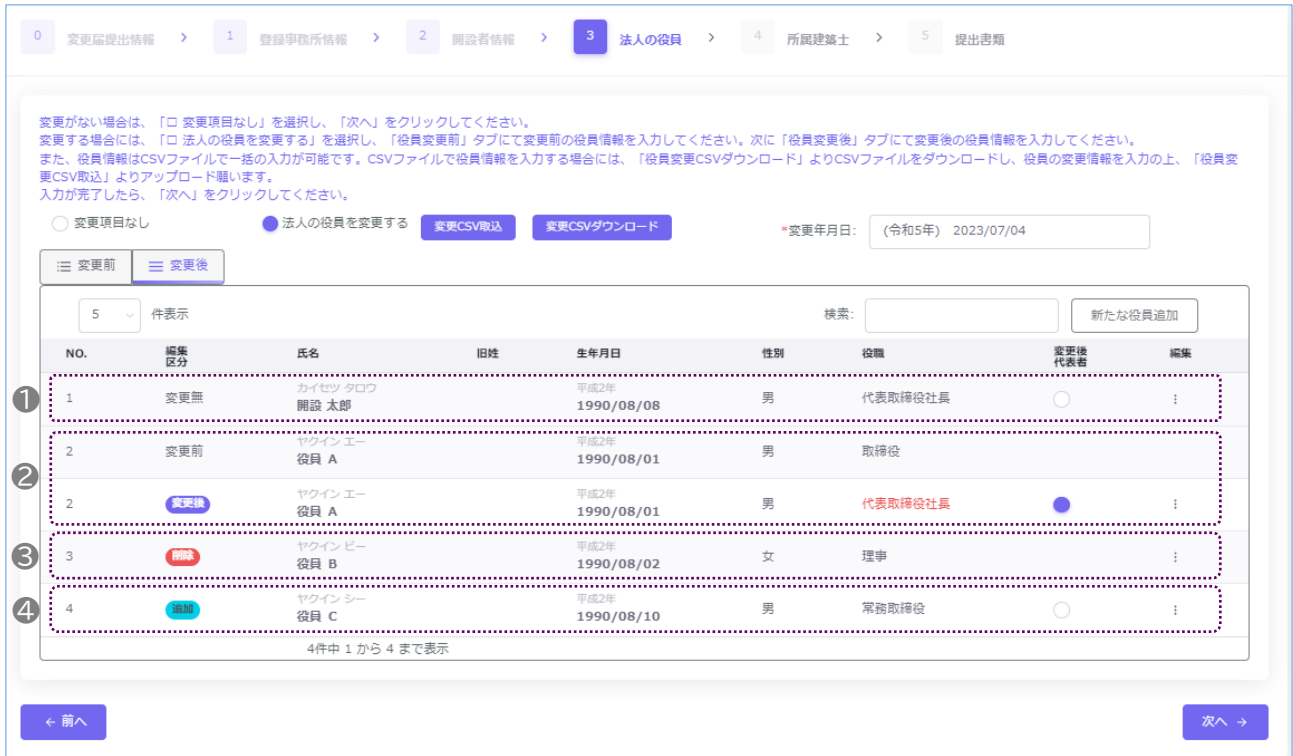 0 変更届提出情報 > 1 登録事務所情報 > 2 開設者情報 > 3 法人の役員 > 4 所属建築士 > 5 提出書類
変更がない場合は、「□ 変更項目なし」を選択し、「次へ」をクリックしてください。
変更する場合には、「□ 法人の役員を変更する」を選択し、「役員変更前」タブにて変更前の役員情報を入力してください。次に「役員変更後」タブにて変更後の役員情報を入力してください。
また、役員情報はCSVファイルで一括の入力が可能です。CSVファイルで役員情報を入力する場合には、「役員変更CSVダウンロード」よりCSVファイルをダウンロードし、役員の変更情報を入力の上、「役員変
更CSV取込」よりアップロード願います。
入力が完了したら、「次へ」をクリックしてください。
変更項目なし 法人の役員を変更する 変更CSV取込 変更CSVダウンロード *変更年月日: (令和5年) 2023/07/04
変更前 変更後
5 件表示 検索: 新たな役員追加
NO. 編集 氏名 旧姓 生年月日 性別 役職 変更後 編集
区分 代表者
カイセツ タロウ 平成2年
❶ 1 変更無 開設 太郎 1990/08/08 男 代表取締役社長
ヤクイン エー 平成2年
❷ 2 変更前 役員 A 1990/08/01 男 取締役
ヤクイン エー 平成2年
2 変更後 役員 A 1990/08/01 男 代表取締役社長
ヤクイン ビー 平成2年
❸ 3 削除 役員 B 1990/08/02 女 理事
ヤクイン シー 平成2年
❹ 4 追加 役員 C 1990/08/10 男 常務取締役
4件中 1 から 4 まで表示
← 前へ 次へ →